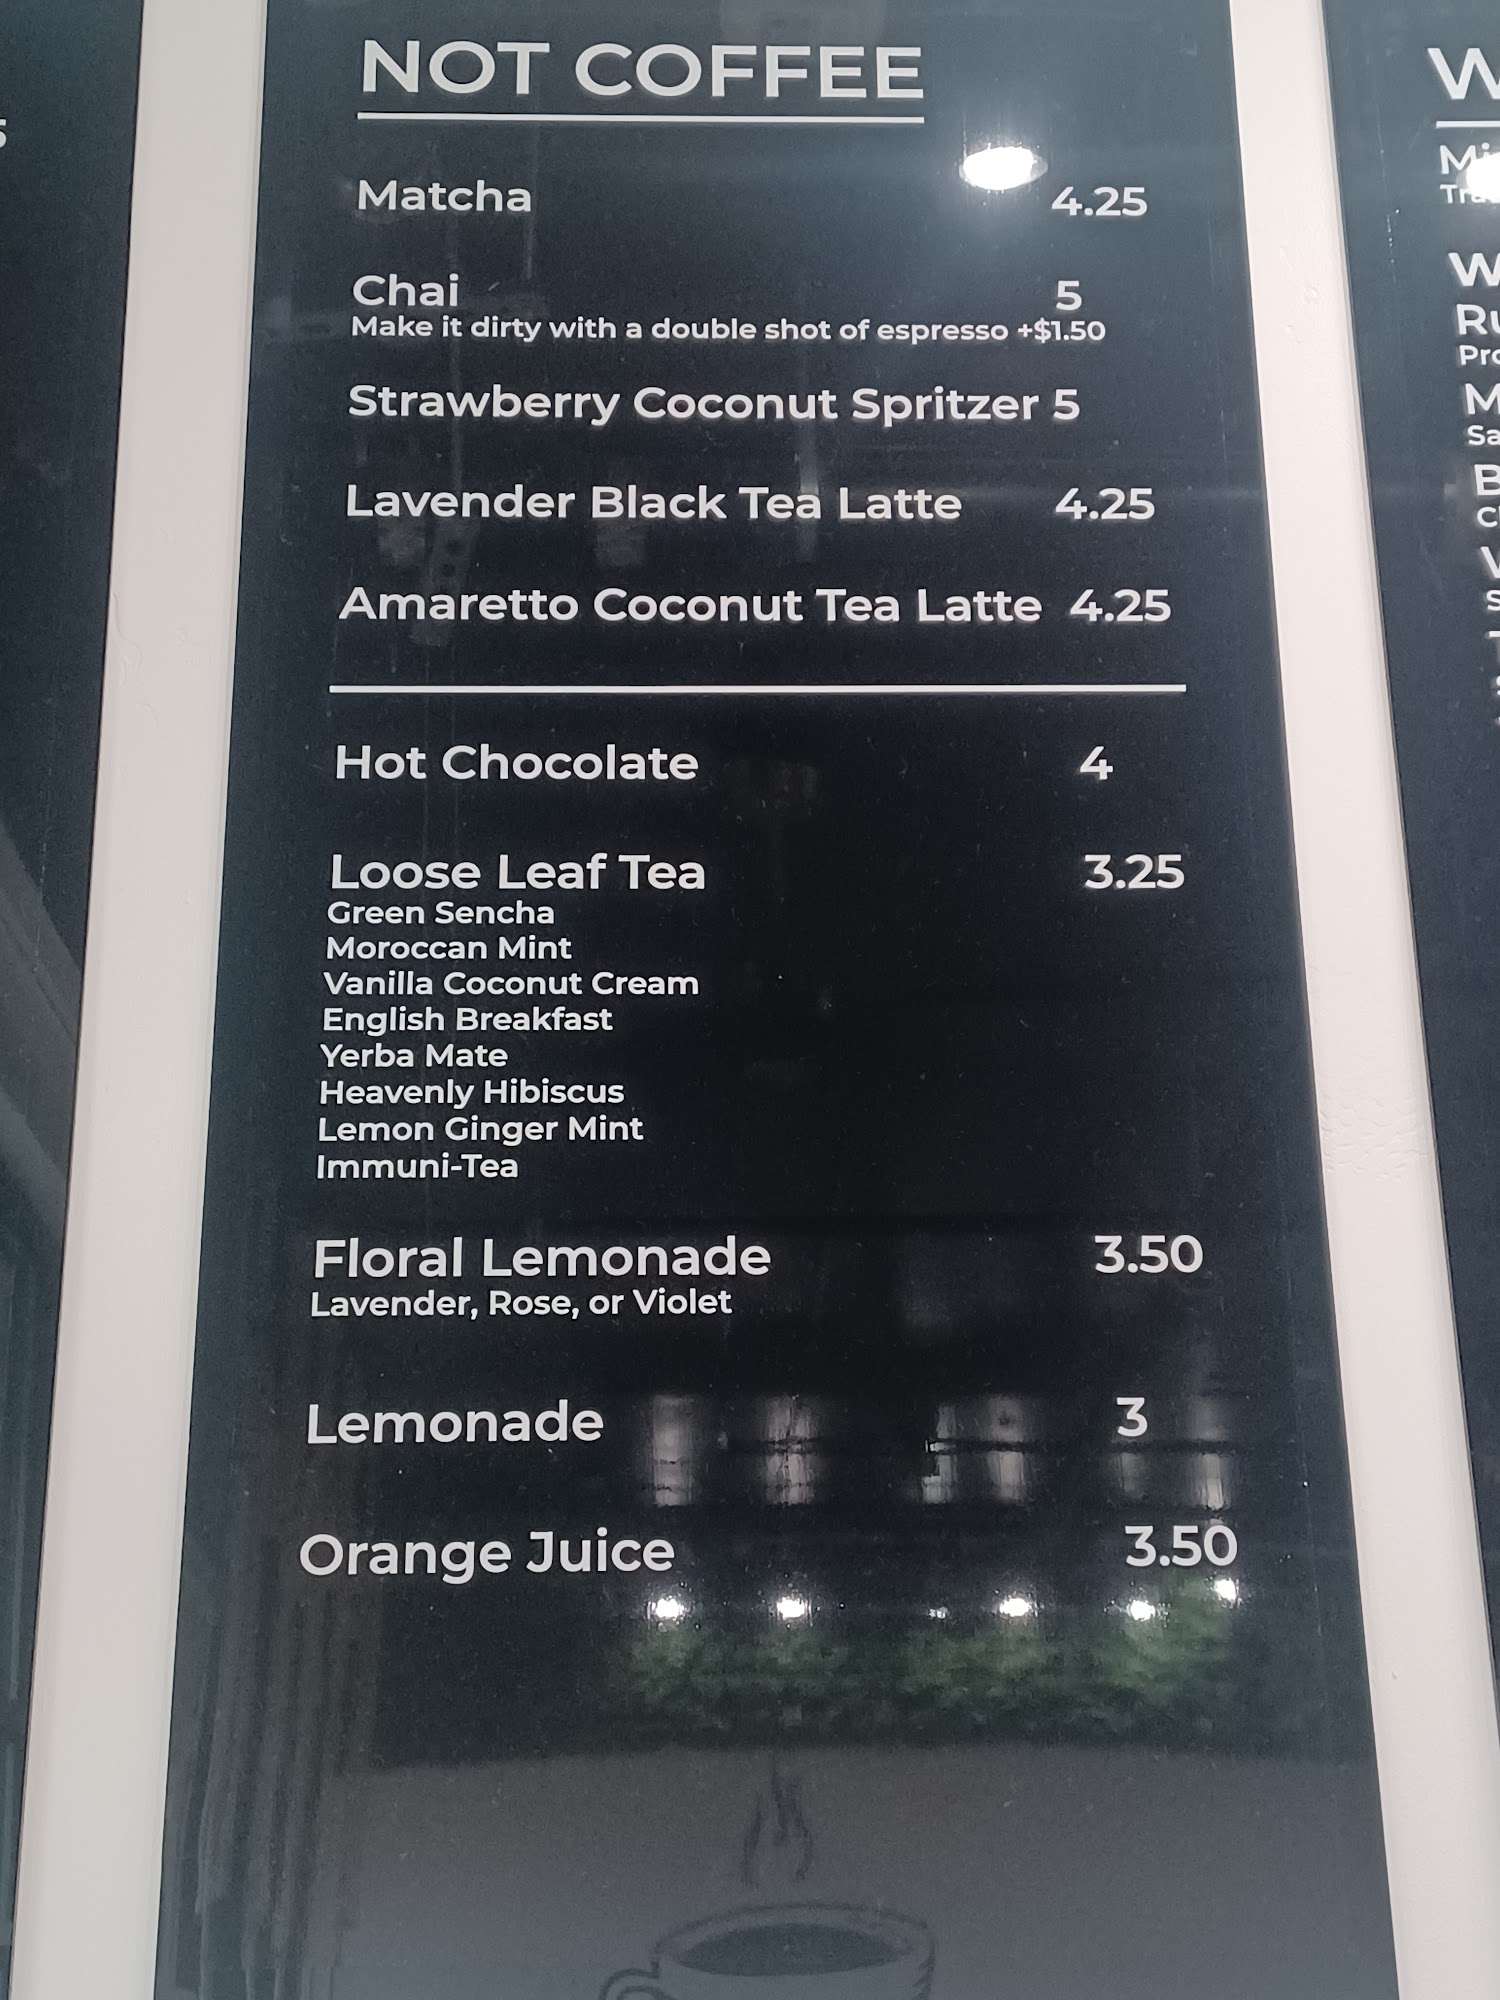 NOT COFFEE
Matcha 4.25
Chai 5
Make it dirty with a double shot of espresso +$1.50
Strawberry Coconut Spritzer 5
Lavender Black Tea Latte 4.25
Amaretto Coconut Tea Latte 4.25
Hot Chocolate 4
Loose Leaf Tea 3.25
Green Sencha
Moroccan Mint
Vanilla Coconut Cream
English Breakfast
Yerba Mate
Heavenly Hibiscus
Lemon Ginger Mint
Immuni-Tea
Floral Lemonade 3.50
Lavender, Rose, or Violet
Lemonade 3
Orange Juice 3.50